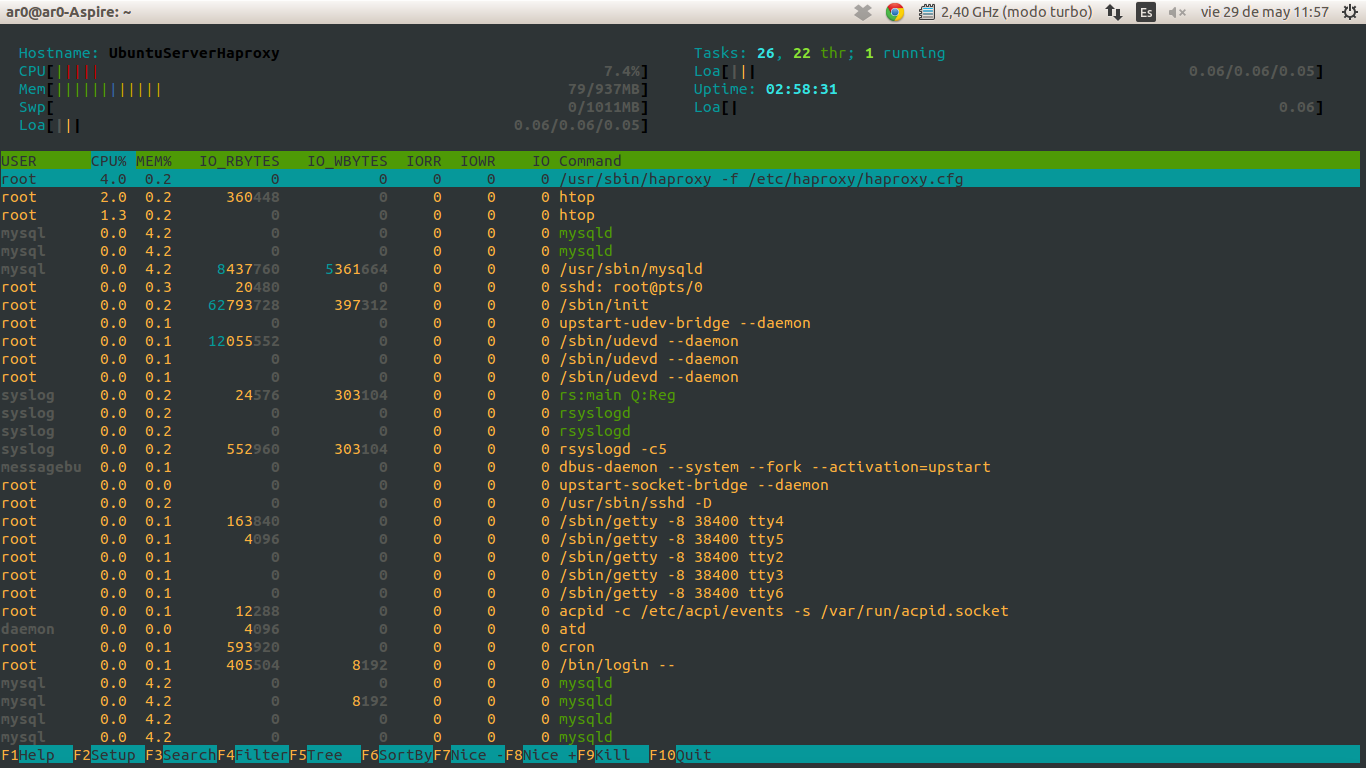 ar0@ar0-Aspire: ~ 2,40 GHz (modo turbo) Es vie 29 de may 11:57
Hostname: UbuntuServerHaproxy Tasks: 26, 22 thr; 1 running
CPU[||||| 7.4%] Loa[||| 0.06/0.06/0.05]
Mem[|||||||||||| 79/937MB] Uptime: 02:58:31
Swp[ 0/1011MB] Loa[| 0.06]
Loa[||| 0.06/0.06/0.05]
USER CPU% MEM% IO_RBYTES IO_WBYTES IORR IOWR IO Command
root 4.0 0.2 0 0 0 0 0 /usr/sbin/haproxy -f /etc/haproxy/haproxy.cfg
root 2.0 0.2 360448 0 0 0 0 htop
root 1.3 0.2 0 0 0 0 0 htop
mysql 0.0 4.2 0 0 0 0 0 mysqld
mysql 0.0 4.2 0 0 0 0 0 mysqld
mysql 0.0 4.2 8437760 5361664 0 0 0 /usr/sbin/mysqld
root 0.0 0.3 20480 0 0 0 0 sshd: root@pts/0
root 0.0 0.2 62793728 397312 0 0 0 /sbin/init
root 0.0 0.1 0 0 0 0 0 upstart-udev-bridge --daemon
root 0.0 0.1 12055552 0 0 0 0 /sbin/udevd --daemon
root 0.0 0.1 0 0 0 0 0 /sbin/udevd --daemon
root 0.0 0.1 0 0 0 0 0 /sbin/udevd --daemon
syslog 0.0 0.2 24576 303104 0 0 0 rs:main Q:Reg
syslog 0.0 0.2 0 0 0 0 0 rsyslogd
syslog 0.0 0.2 0 0 0 0 0 rsyslogd
syslog 0.0 0.2 552960 303104 0 0 0 rsyslogd -c5
messagebu 0.0 0.1 0 0 0 0 0 dbus-daemon --system --fork --activation=upstart
root 0.0 0.0 0 0 0 0 0 upstart-socket-bridge --daemon
root 0.0 0.2 0 0 0 0 0 /usr/sbin/sshd -D
root 0.0 0.1 163840 0 0 0 0 /sbin/getty -8 38400 tty4
root 0.0 0.1 4096 0 0 0 0 /sbin/getty -8 38400 tty5
root 0.0 0.1 0 0 0 0 0 /sbin/getty -8 38400 tty2
root 0.0 0.1 0 0 0 0 0 /sbin/getty -8 38400 tty3
root 0.0 0.1 0 0 0 0 0 /sbin/getty -8 38400 tty6
root 0.0 0.1 12288 0 0 0 0 acpid -c /etc/acpi/events -s /var/run/acpid.socket
daemon 0.0 0.0 4096 0 0 0 0 atd
root 0.0 0.1 593920 0 0 0 0 cron
root 0.0 0.1 405504 8192 0 0 0 /bin/login --
mysql 0.0 4.2 0 0 0 0 0 mysqld
mysql 0.0 4.2 0 8192 0 0 0 mysqld
mysql 0.0 4.2 0 0 0 0 0 mysqld
mysql 0.0 4.2 0 0 0 0 0 mysqld
F1Help F2Setup F3SearchF4FilterF5Tree F6SortByF7Nice -F8Nice +F9Kill F10Quit